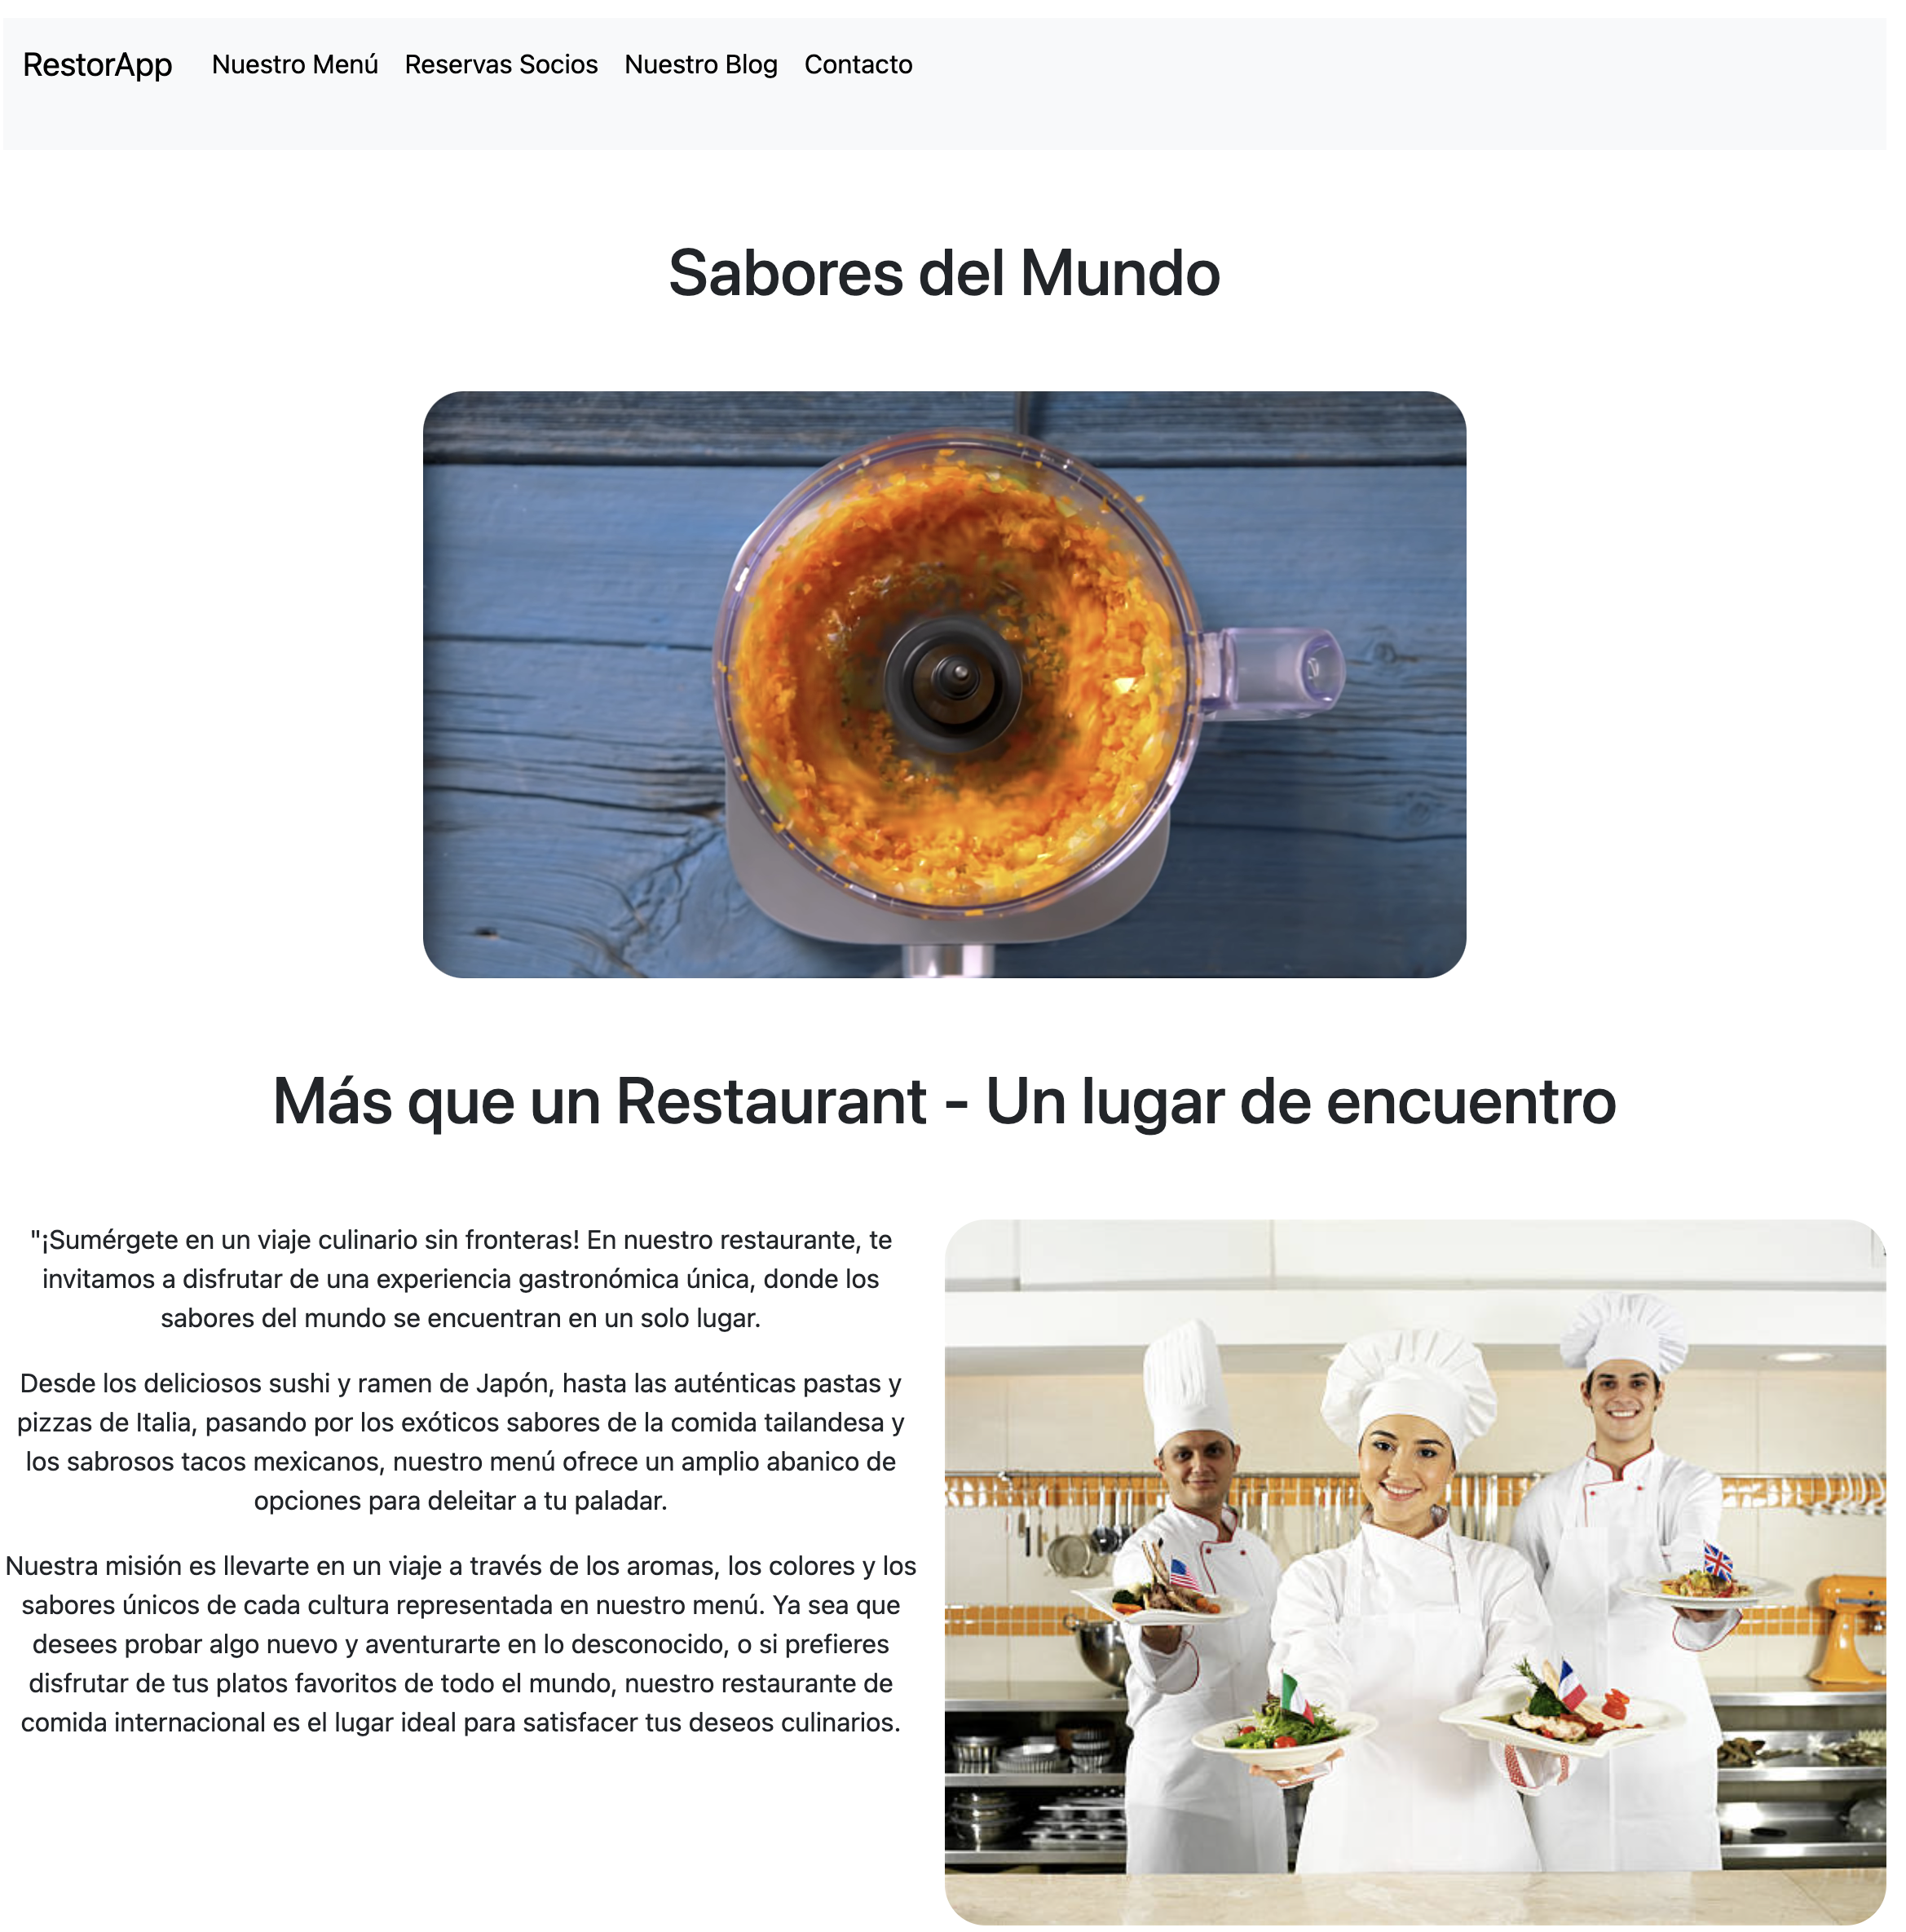 RestorApp Nuestro Menú Reservas Socios Nuestro Blog Contacto
Sabores del Mundo
Más que un Restaurant - Un lugar de encuentro
"¡Sumérgete en un viaje culinario sin fronteras! En nuestro restaurante, te
invitamos a disfrutar de una experiencia gastronómica única, donde los
sabores del mundo se encuentran en un solo lugar.
Desde los deliciosos sushi y ramen de Japón, hasta las auténticas pastas y
pizzas de Italia, pasando por los exóticos sabores de la comida tailandesa y
los sabrosos tacos mexicanos, nuestro menú ofrece un amplio abanico de
opciones para deleitar a tu paladar.
Nuestra misión es llevarte en un viaje a través de los aromas, los colores y los
sabores únicos de cada cultura representada en nuestro menú. Ya sea que
desees probar algo nuevo y aventurarte en lo desconocido, o si prefieres
disfrutar de tus platos favoritos de todo el mundo, nuestro restaurante de
comida internacional es el lugar ideal para satisfacer tus deseos culinarios.